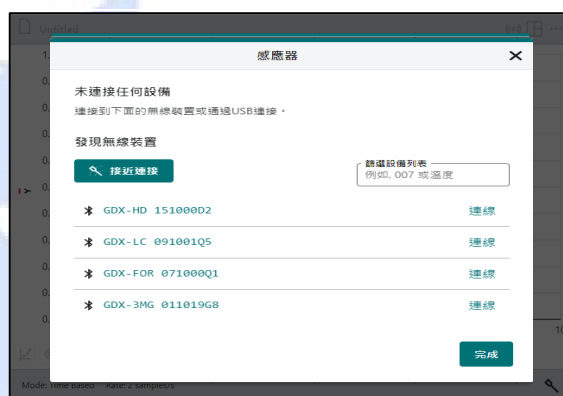 Untitled
感應器
未連接任何設備
連接到下面的無線裝置或通過USB連接。
發現無線裝置
接近連接
篩選設備列表
例如, 007 或溫度
GDX-HD 151000D2 連線
GDX-LC 091001Q5 連線
GDX-FOR 071000Q1 連線
GDX-3MG 011019G8 連線
完成
Mode: Time Based Rate: 2 samples/s